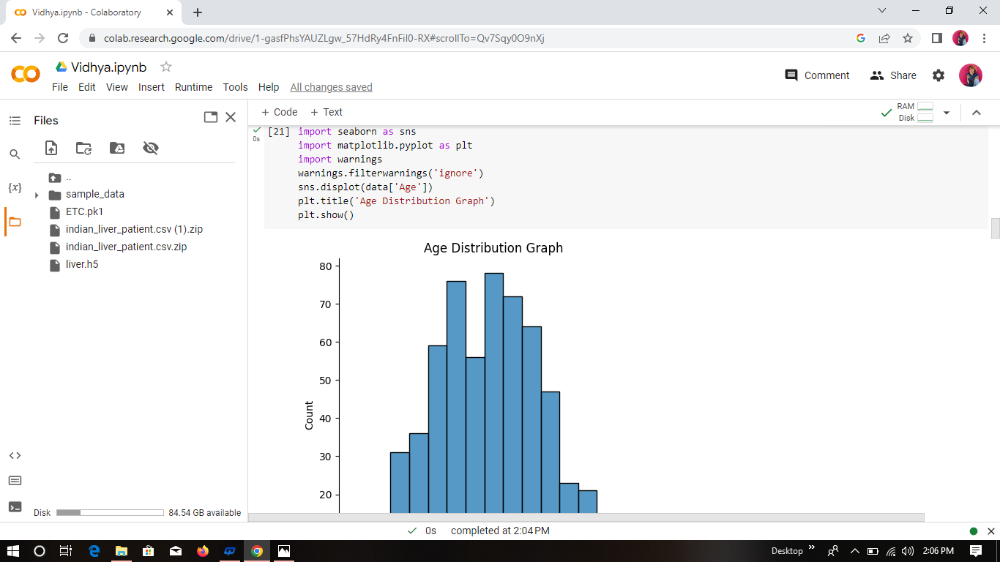 Vidhya.ipynb - Colaboratory
colab.research.google.com/drive/1-gasfPhsYAUZLgw_57HdRy4FnFiI0-RX#scrollTo=Qv7Sqy0O9nXj
Vidhya.ipynb
File Edit View Insert Runtime Tools Help All changes saved
Comment Share
Files
+ Code + Text
RAM
Disk
{x}
..
sample_data
ETC.pk1
indian_liver_patient.csv (1).zip
indian_liver_patient.csv.zip
liver.h5
Disk 84.54 GB available
0s
[21] import seaborn as sns
import matplotlib.pyplot as plt
import warnings
warnings.filterwarnings('ignore')
sns.displot(data['Age'])
plt.title('Age Distribution Graph')
plt.show()
Age Distribution Graph
80
70
60
50
40
30
20
Count
0s completed at 2:04 PM
Desktop 2:06 PM